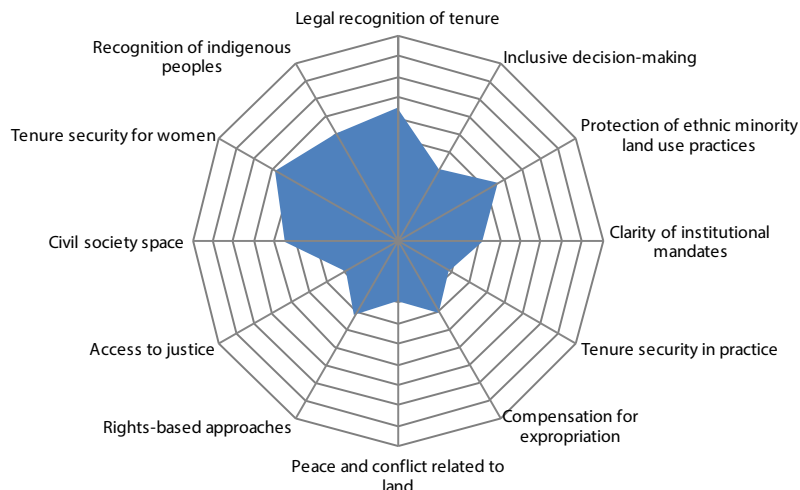 Legal recognition of tenure
Inclusive decision-making
Protection of ethnic minority
land use practices
Clarity of institutional
mandates
Tenure security in practice
Compensation for
expropriation
Peace and conflict related to
land
Rights-based approaches
Access to justice
Civil society space
Tenure security for women
Recognition of indigenous
peoples